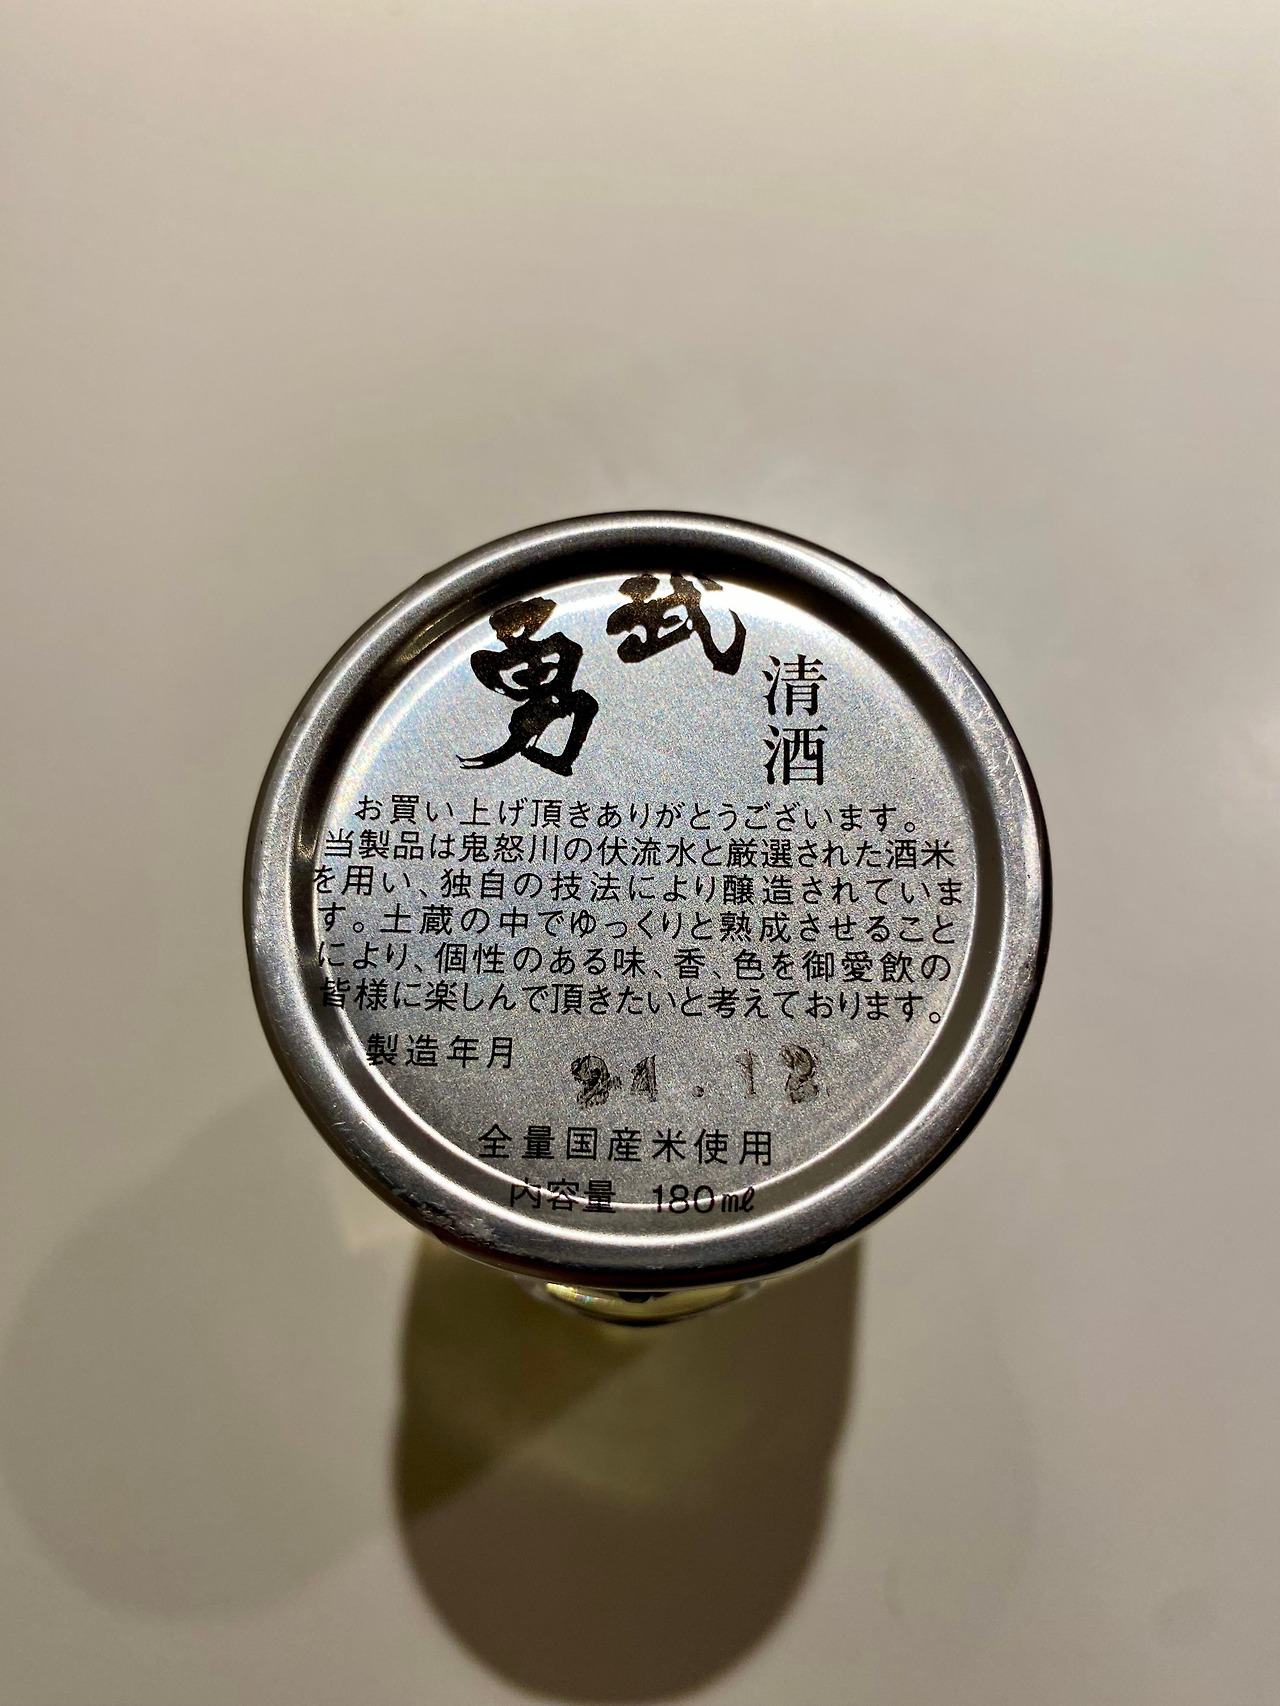 清酒
武勇
お買い上げ頂きありがとうございます。
当製品は鬼怒川の伏流水と厳選された酒米
を用い、独自の技法により醸造されていま
す。土蔵の中でゆっくりと熟成させること
により、個性のある味、香、色を御愛飲の
皆様に楽しんで頂きたいと考えております。
製造年月 24.12
全量国産米使用
内容量 180㎖